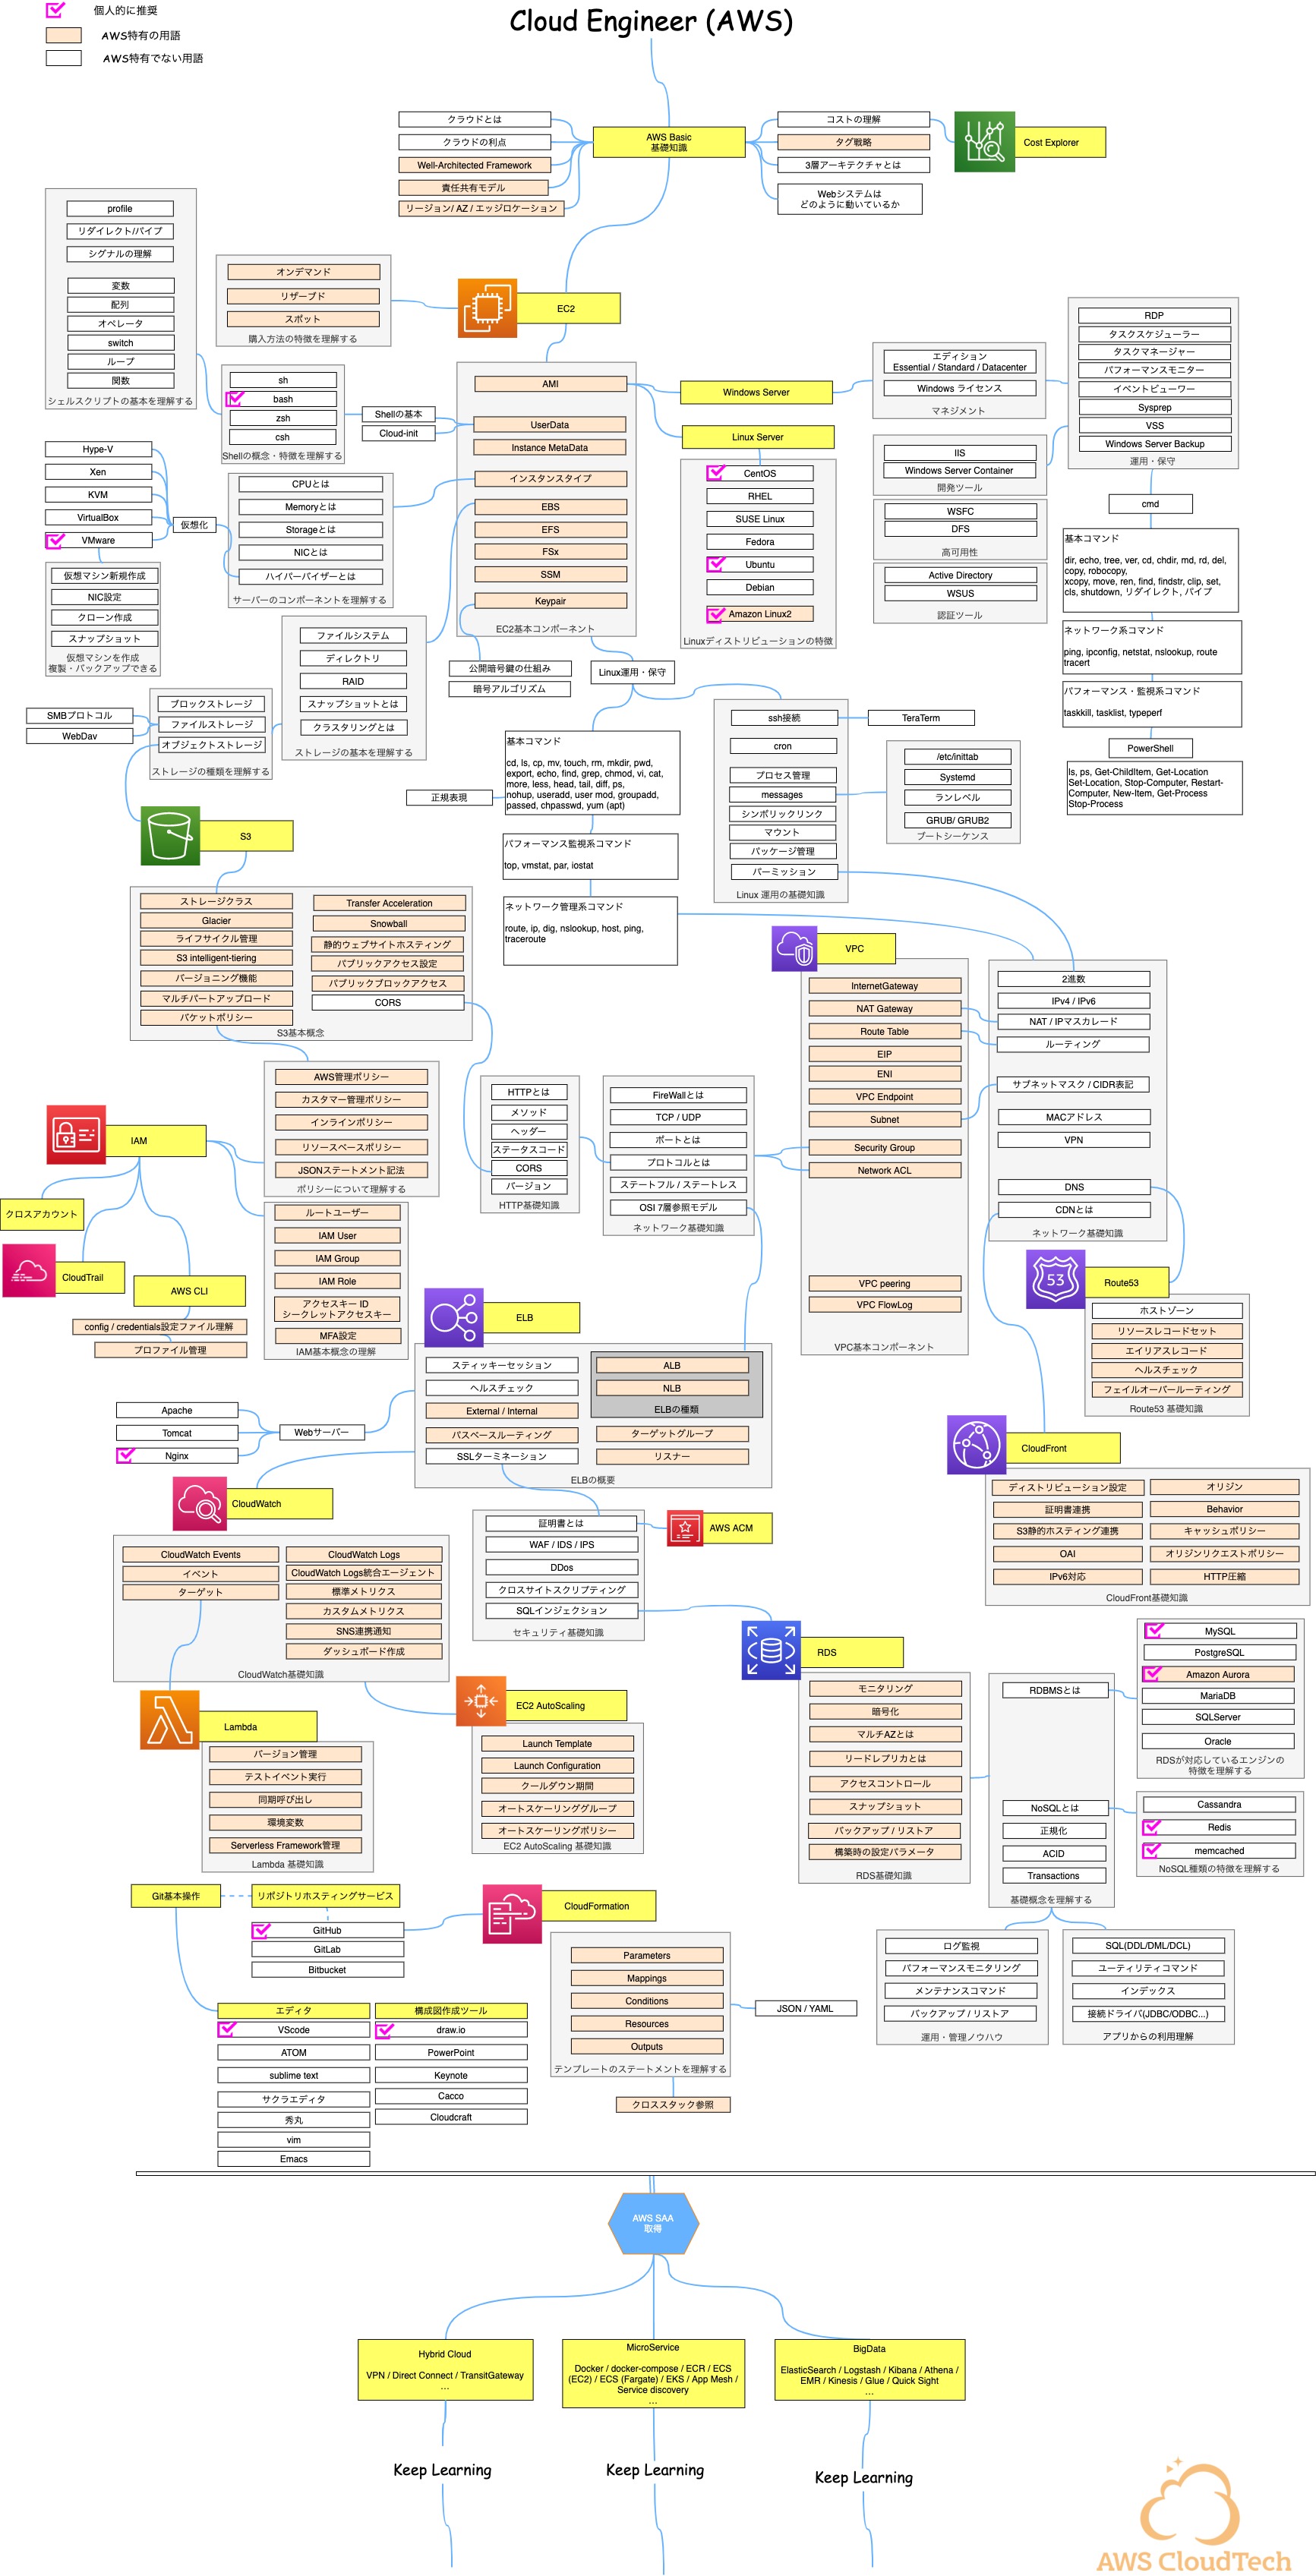 個人的に推奨
AWS特有の用語
AWS特有でない用語
Cloud Engineer (AWS)
クラウドとは
クラウドの利点
Well-Architected Framework
責任共有モデル
リージョン/ AZ / エッジロケーション
AWS Basic
基礎知識
コストの理解
タグ戦略
3層アーキテクチャとは
Webシステムは
どのように動いているか
Cost Explorer
profile
リダイレクト/パイプ
シグナルの理解
変数
配列
オペレータ
switch
ループ
関数
シェルスクリプトの基本を理解する
オンデマンド
リザーブド
スポット
購入方法の特徴を理解する
EC2
sh
bash
zsh
csh
Shellの概念・特徴を理解する
Shellの基本
Cloud-init
AMI
UserData
Instance MetaData
インスタンスタイプ
EBS
EFS
FSx
SSM
Keypair
EC2基本コンポーネント
Windows Server
Linux Server
CentOS
RHEL
SUSE Linux
Fedora
Ubuntu
Debian
Amazon Linux2
Linuxディストリビューションの特徴
エディション
Essential / Standard / Datacenter
Windows ライセンス
マネジメント
IIS
Windows Server Container
開発ツール
WSFC
DFS
高可用性
Active Directory
WSUS
認証ツール
RDP
タスクスケジューラー
タスクマネージャー
パフォーマンスモニター
イベントビューワー
Sysprep
VSS
Windows Server Backup
運用・保守
cmd
基本コマンド
dir, echo, tree, ver, cd, chdir, md, rd, del,
copy, robocopy,
xcopy, move, ren, find, findstr, clip, set,
cls, shutdown, リダイレクト, パイプ
ネットワーク系コマンド
ping, ipconfig, netstat, nslookup, route
tracert
パフォーマンス・監視系コマンド
taskkill, tasklist, typeperf
PowerShell
ls, ps, Get-ChildItem, Get-Location
Set-Location, Stop-Computer, Restart-
Computer, New-Item, Get-Process
Stop-Process
Hype-V
Xen
KVM
VirtualBox
VMware
仮想化
仮想マシン新規作成
NIC設定
クローン作成
スナップショット
仮想マシンを作成
複製・バックアップできる
CPUとは
Memoryとは
Storageとは
NICとは
ハイパーバイザーとは
サーバーのコンポーネントを理解する
ファイルシステム
ディレクトリ
RAID
スナップショットとは
クラスタリングとは
ストレージの基本を理解する
SMBプロトコル
WebDav
ブロックストレージ
ファイルストレージ
オブジェクトストレージ
ストレージの種類を理解する
公開暗号鍵の仕組み
暗号アルゴリズム
Linux運用・保守
基本コマンド
cd, ls, cp, mv, touch, rm, mkdir, pwd,
export, echo, find, grep, chmod, vi, cat,
more, less, head, tail, diff, ps,
nohup, useradd, user mod, groupadd,
passed, chpasswd, yum (apt)
正規表現
パフォーマンス監視系コマンド
top, vmstat, par, iostat
ネットワーク管理系コマンド
route, ip, dig, nslookup, host, ping,
traceroute
ssh接続
cron
プロセス管理
messages
シンボリックリンク
マウント
パッケージ管理
パーミッション
Linux 運用の基礎知識
TeraTerm
/etc/inittab
Systemd
ランレベル
GRUB/ GRUB2
ブートシーケンス
S3
ストレージクラス
Glacier
ライフサイクル管理
S3 intelligent-tiering
バージョニング機能
マルチパートアップロード
バケットポリシー
Transfer Acceleration
Snowball
静的ウェブサイトホスティング
パブリックアクセス設定
パブリックブロックアクセス
CORS
S3基本概念
VPC
InternetGateway
NAT Gateway
Route Table
EIP
ENI
VPC Endpoint
Subnet
Security Group
Network ACL
VPC peering
VPC FlowLog
VPC基本コンポーネント
2進数
IPv4 / IPv6
NAT / IPマスカレード
ルーティング
サブネットマスク / CIDR表記
MACアドレス
VPN
DNS
CDNとは
ネットワーク基礎知識
AWS管理ポリシー
カスタマー管理ポリシー
インラインポリシー
リソースベースポリシー
JSONステートメント記法
ポリシーについて理解する
IAM
クロスアカウント
CloudTrail
AWS CLI
config / credentials設定ファイル理解
プロファイル管理
ルートユーザー
IAM User
IAM Group
IAM Role
アクセスキー ID
シークレットアクセスキー
MFA設定
IAM基本概念の理解
HTTPとは
メソッド
ヘッダー
ステータスコード
CORS
バージョン
HTTP基礎知識
FireWallとは
TCP / UDP
ポートとは
プロトコルとは
ステートフル / ステートレス
OSI 7層参照モデル
ネットワーク基礎知識
53
Route53
ホストゾーン
リソースレコードセット
エイリアスレコード
ヘルスチェック
フェイルオーバールーティング
Route53 基礎知識
ELB
スティッキーセッション
ヘルスチェック
External / Internal
パスベースルーティング
SSLターミネーション
ALB
NLB
ELBの種類
ターゲットグループ
リスナー
ELBの概要
Apache
Tomcat
Nginx
Webサーバー
CloudFront
ディストリビューション設定
証明書連携
S3静的ホスティング連携
OAI
IPv6対応
オリジン
Behavior
キャッシュポリシー
オリジンリクエストポリシー
HTTP圧縮
CloudFront基礎知識
CloudWatch
CloudWatch Events
イベント
ターゲット
CloudWatch Logs
CloudWatch Logs統合エージェント
標準メトリクス
カスタムメトリクス
SNS連携通知
ダッシュボード作成
CloudWatch基礎知識
証明書とは
WAF / IDS / IPS
DDos
クロスサイトスクリプティング
SQLインジェクション
セキュリティ基礎知識
AWS ACM
RDS
モニタリング
暗号化
マルチAZとは
リードレプリカとは
アクセスコントロール
スナップショット
バックアップ / リストア
構築時の設定パラメータ
RDS基礎知識
RDBMSとは
NoSQLとは
正規化
ACID
Transactions
基礎概念を理解する
MySQL
PostgreSQL
Amazon Aurora
MariaDB
SQLServer
Oracle
RDSが対応しているエンジンの
特徴を理解する
Cassandra
Redis
memcached
NoSQL種類の特徴を理解する
Lambda
バージョン管理
テストイベント実行
同期呼び出し
環境変数
Serverless Framework管理
Lambda 基礎知識
EC2 AutoScaling
Launch Template
Launch Configuration
クールダウン期間
オートスケーリンググループ
オートスケーリングポリシー
EC2 AutoScaling 基礎知識
Git基本操作
リポジトリホスティングサービス
GitHub
GitLab
Bitbucket
CloudFormation
Parameters
Mappings
Conditions
Resources
Outputs
テンプレートのステートメントを理解する
JSON / YAML
クロススタック参照
ログ監視
パフォーマンスモニタリング
メンテナンスコマンド
バックアップ / リストア
運用・管理ノウハウ
SQL(DDL/DML/DCL)
ユーティリティコマンド
インデックス
接続ドライバ(JDBC/ODBC...)
アプリからの利用理解
エディタ
VScode
ATOM
sublime text
サクラエディタ
秀丸
vim
Emacs
構成図作成ツール
draw.io
PowerPoint
Keynote
Cacco
Cloudcraft
AWS SAA
取得
Hybrid Cloud
VPN / Direct Connect / TransitGateway
…
MicroService
Docker / docker-compose / ECR / ECS
(EC2) / ECS (Fargate) / EKS / App Mesh /
Service discovery
…
BigData
ElasticSearch / Logstash / Kibana / Athena /
EMR / Kinesis / Glue / Quick Sight
…
Keep Learning
Keep Learning
Keep Learning
AWS CloudTech